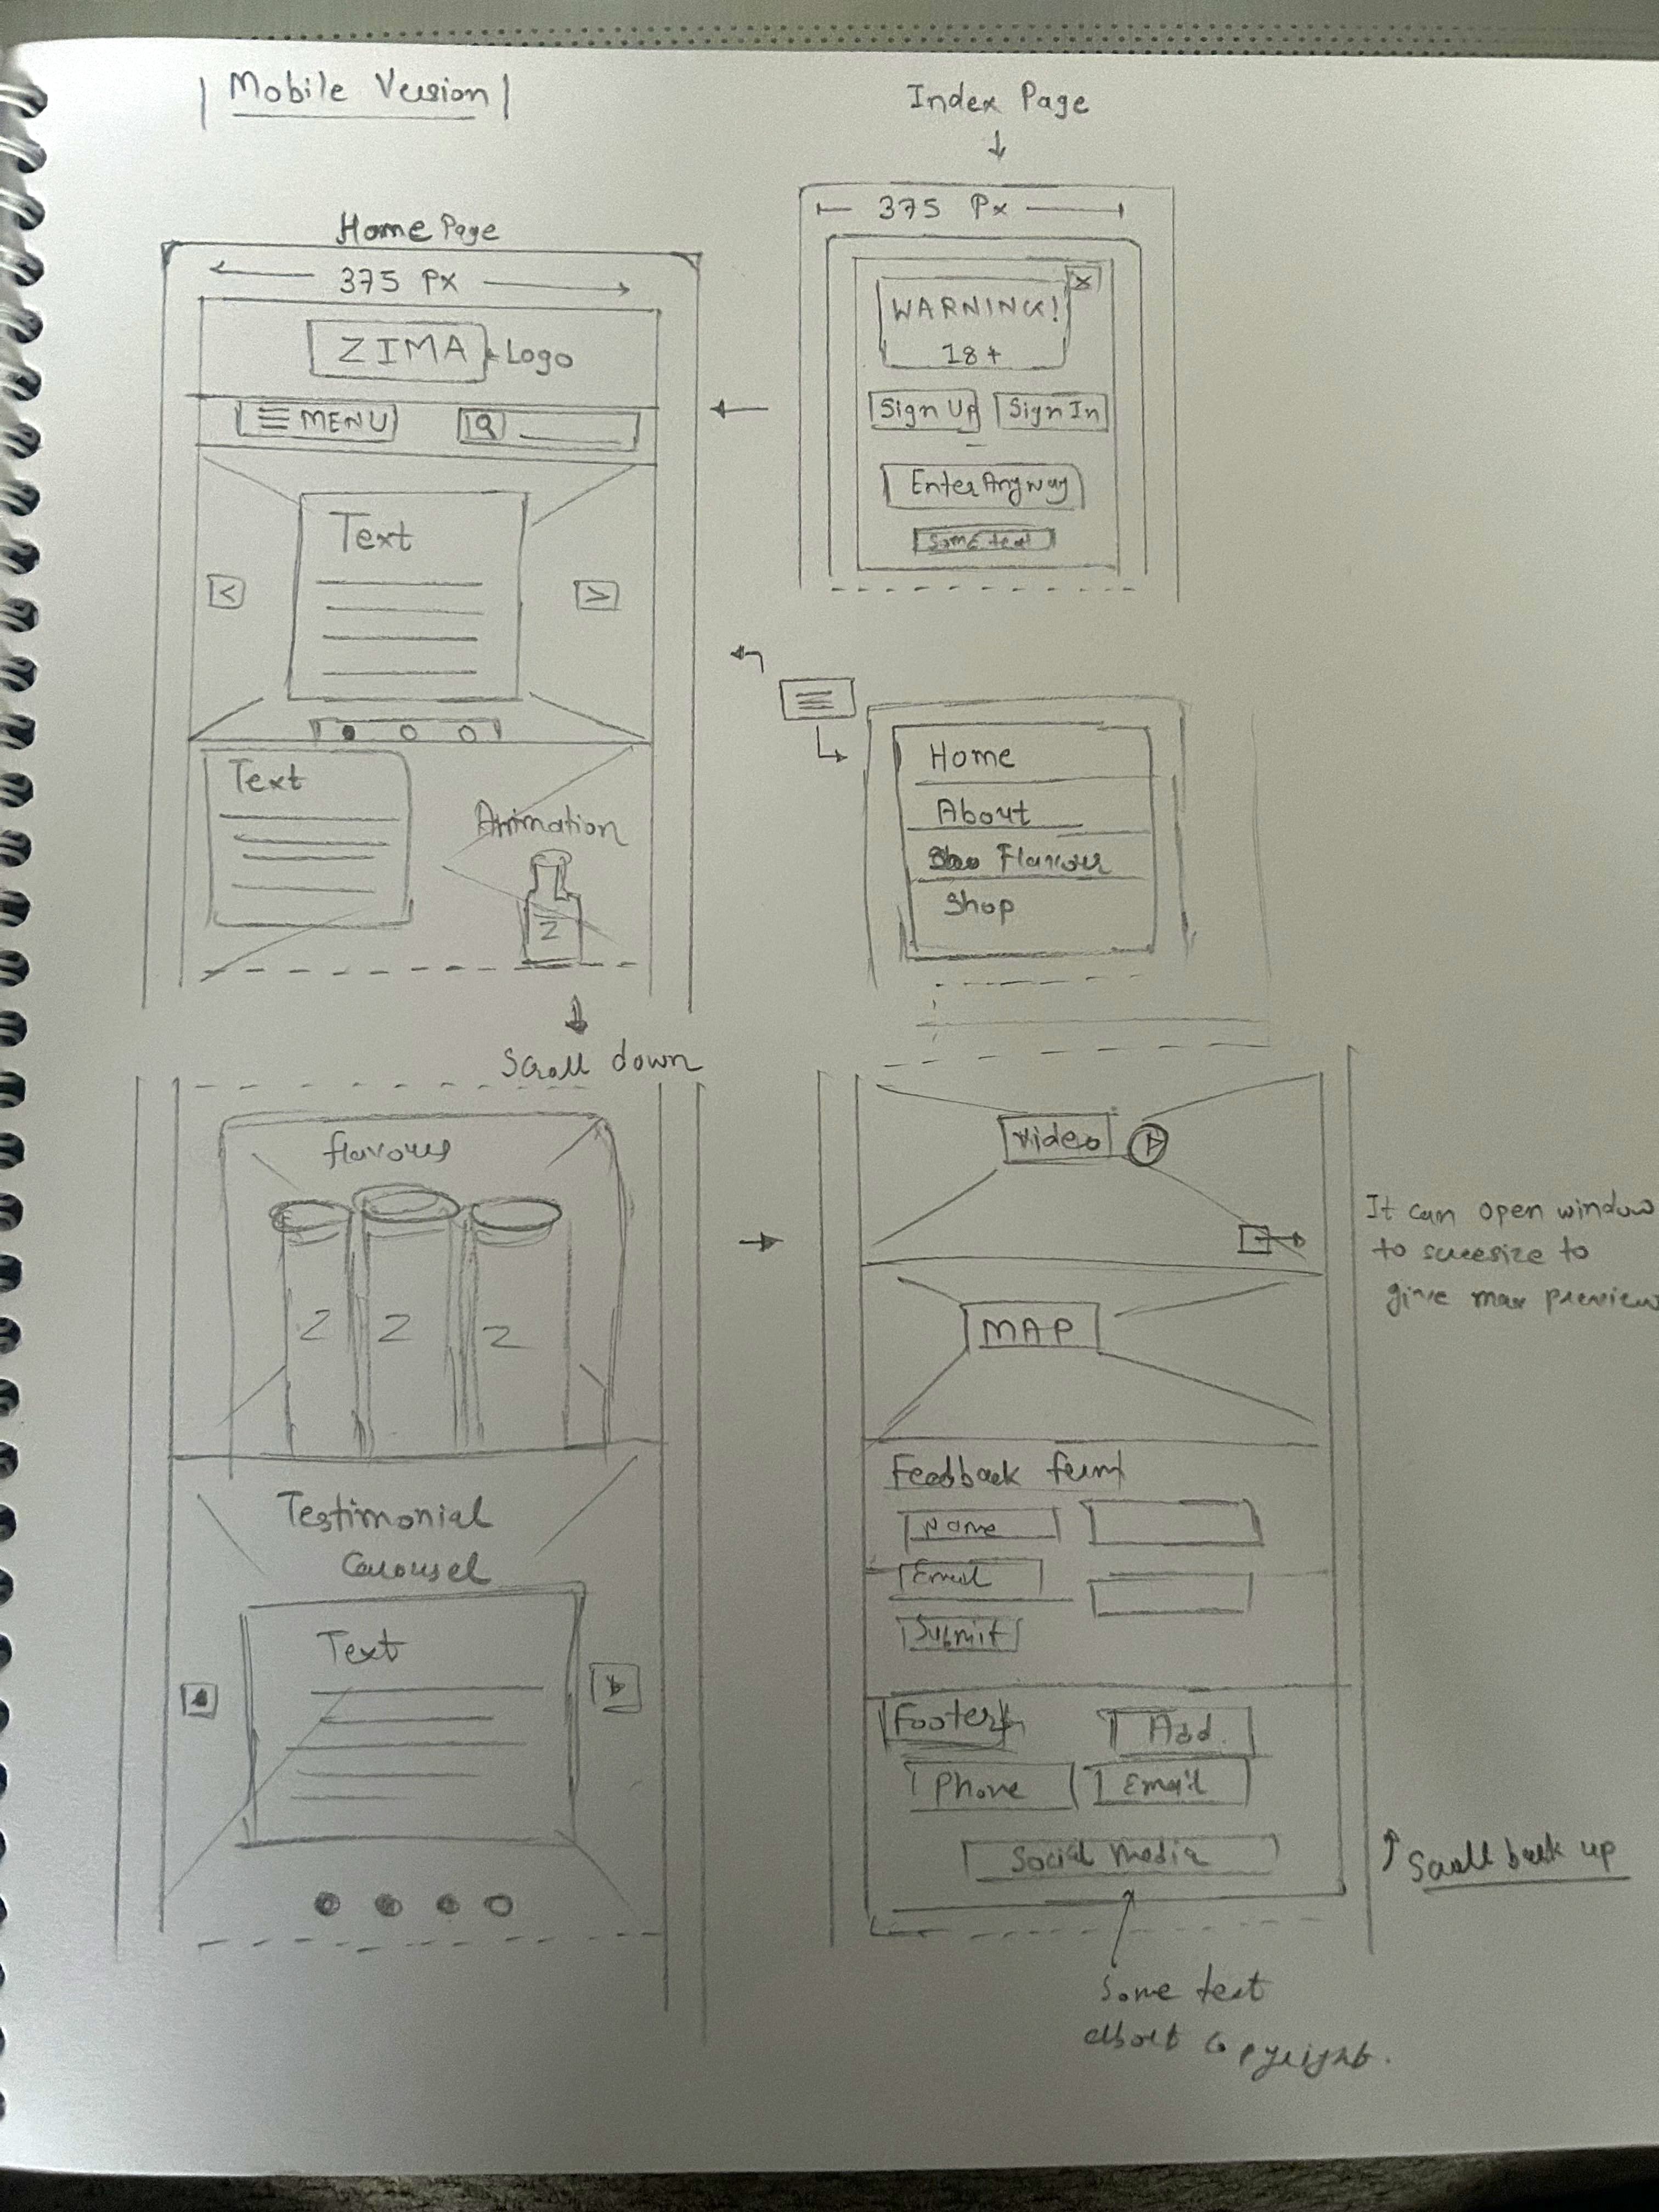 Mobile Version
Index Page
375 Px
WARNING!
18+
X
Sign Up
Sign In
Enter Anyway
Some text
Home Page
375 Px
ZIMA
Logo
MENU
Text
<
>
Text
Animation
Z
Scroll down
Home
About
Flavour
Shop
flavours
Z Z Z
Testimonial
Carousel
Text
Video
It can open window
to
give max preview
MAP
Feedback form
Name
Email
Submit
Footer
Add.
Phone
Email
Social Media
Scroll back up
Some text
about copyright.